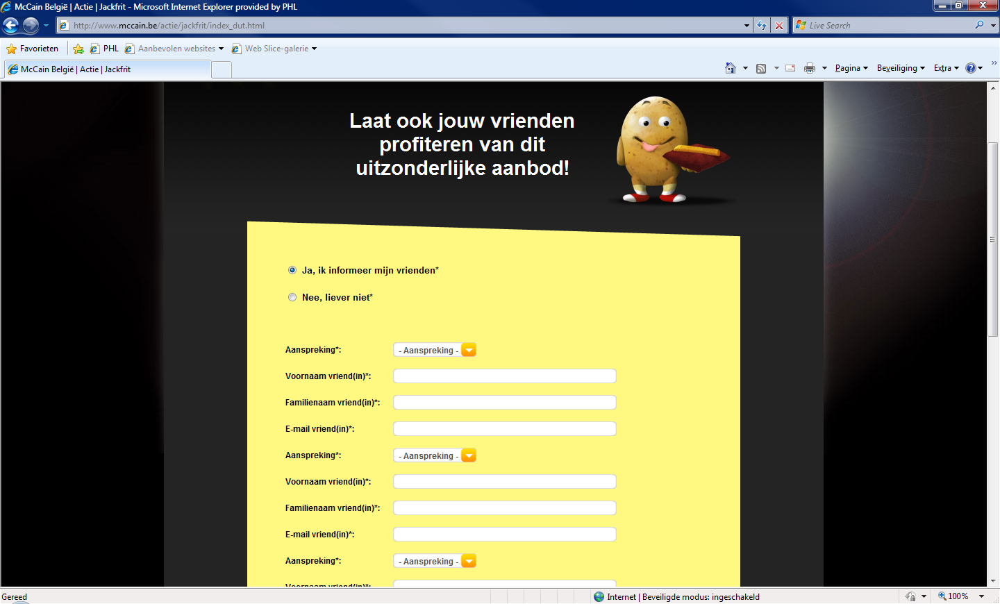 McCain België | Actie | Jackfrit - Microsoft Internet Explorer provided by PHL
http://www.mccain.be/actie/jackfrit/index_dut.html
Live Search
Favorieten
PHL
Aanbevolen websites
Web Slice-galerie
McCain België | Actie | Jackfrit
Pagina
Beveiliging
Extra
Laat ook jouw vrienden
profiteren van dit
uitzonderlijke aanbod!
Ja, ik informeer mijn vrienden*
Nee, liever niet*
Aanspreking*:
- Aanspreking -
Voornaam vriend(in)*:
Familienaam vriend(in)*:
E-mail vriend(in)*:
Aanspreking*:
- Aanspreking -
Voornaam vriend(in)*:
Familienaam vriend(in)*:
E-mail vriend(in)*:
Aanspreking*:
- Aanspreking -
Voornaam vriend(in)*:
Gereed
Internet | Beveiligde modus: ingeschakeld
100%